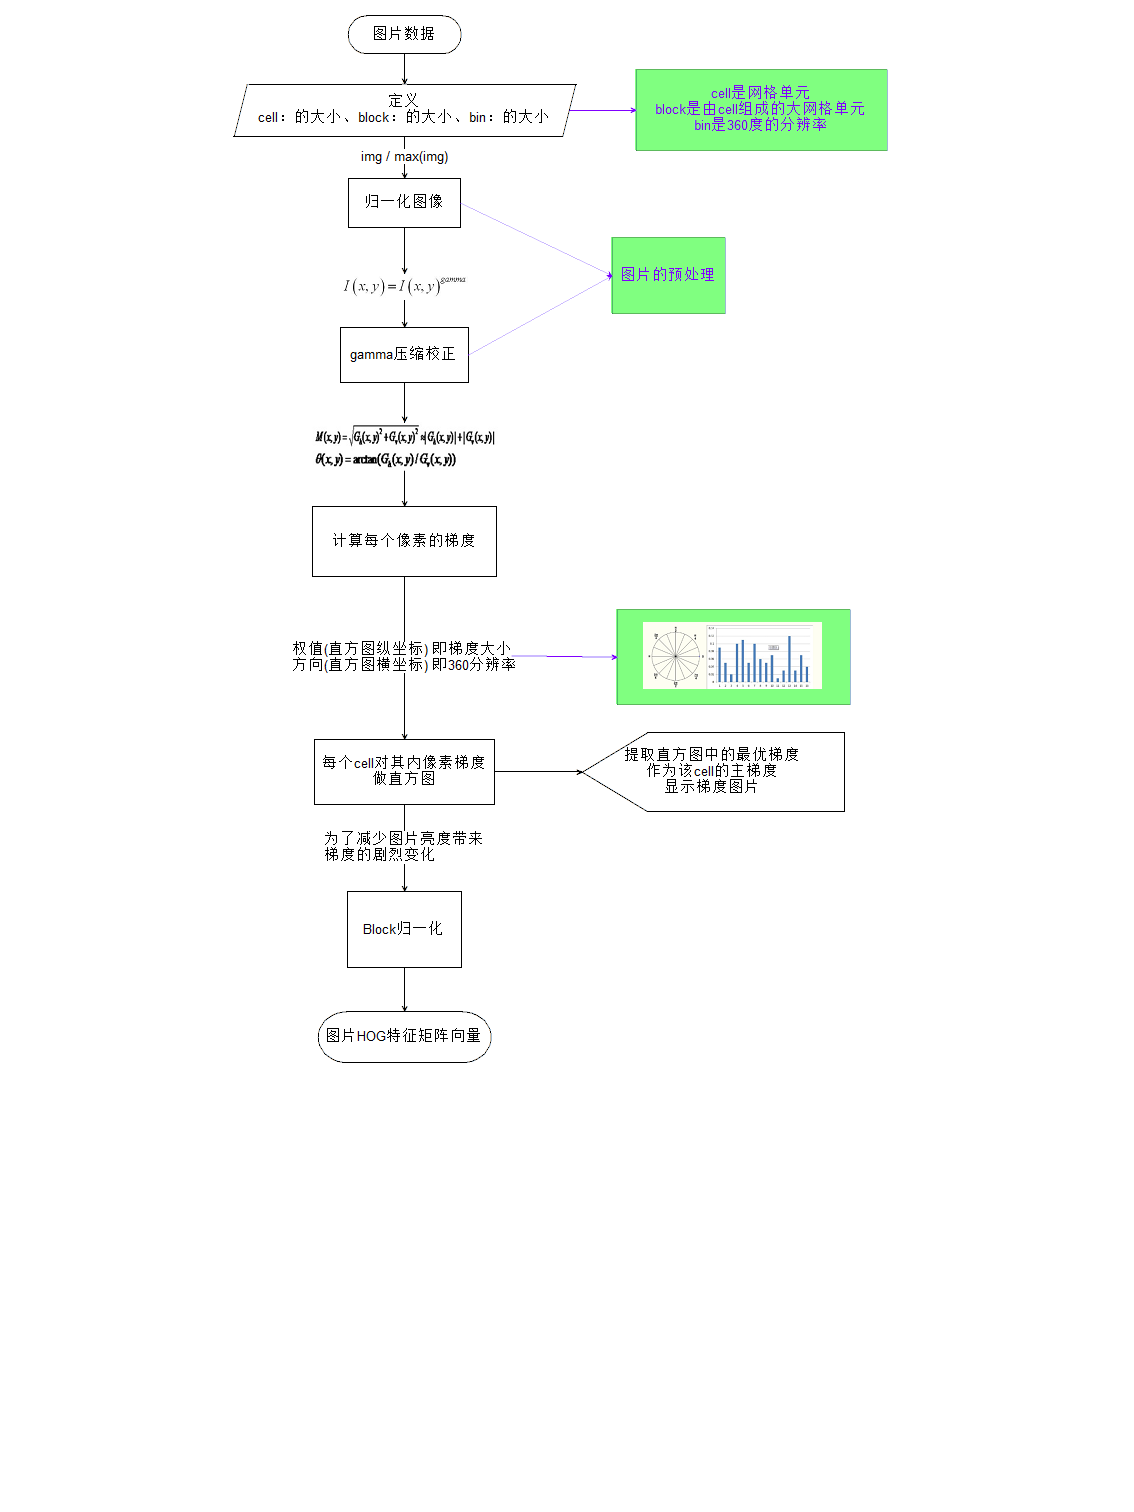 图片数据
定义
cell：的大小、block：的大小、bin：的大小
cell是网格单元
block是由cell组成的大网格单元
bin是360度的分辨率
img / max(img)
归一化图像
图片的预处理
I(x,y)=I(x,y)^gamma
gamma压缩校正
M(x,y)=√(G_h(x,y)²+G_v(x,y)²)≈|G_h(x,y)|+|G_v(x,y)|
θ(x,y)=arctan(G_h(x,y)/G_v(x,y))
计算每个像素的梯度
权值(直方图纵坐标) 即梯度大小
方向(直方图横坐标) 即360分辨率
每个cell对其内像素梯度
做直方图
提取直方图中的最优梯度
作为该cell的主梯度
显示梯度图片
为了减少图片亮度带来
梯度的剧烈变化
Block归一化
图片HOG特征矩阵向量